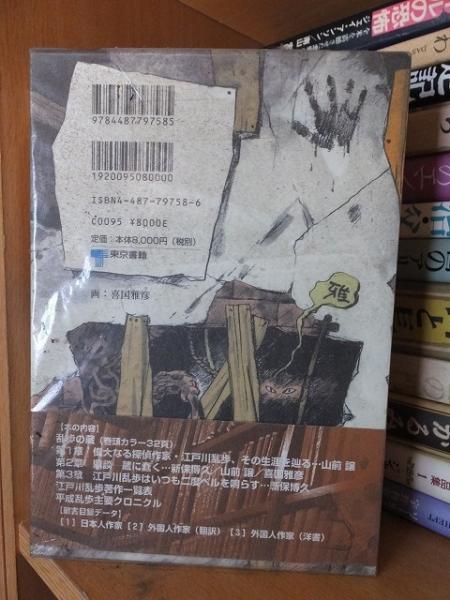 9784487797585
1920095080000
ISBN4-487-79758-6
C0095 ¥8000E
定価:本体8,000円(税別)
東京書籍
画:喜国雅彦
【本の内容】
乱歩の蔵(巻頭カラー32頁)
第1章 偉大なる探偵作家・江戸川乱歩、その生涯を辿る…山前 譲
第2章 鼎談 蔵に蠢く…新保博久/山前 譲/喜国雅彦
第3章 江戸川乱歩はいつも二度ベルを鳴らす…新保博久
江戸川乱歩著作一覧表
平成乱歩主要クロニクル
【蔵書目録データ】
[1]日本人作家[2]外国人作家(翻訳)[3]外国人作家(洋書)